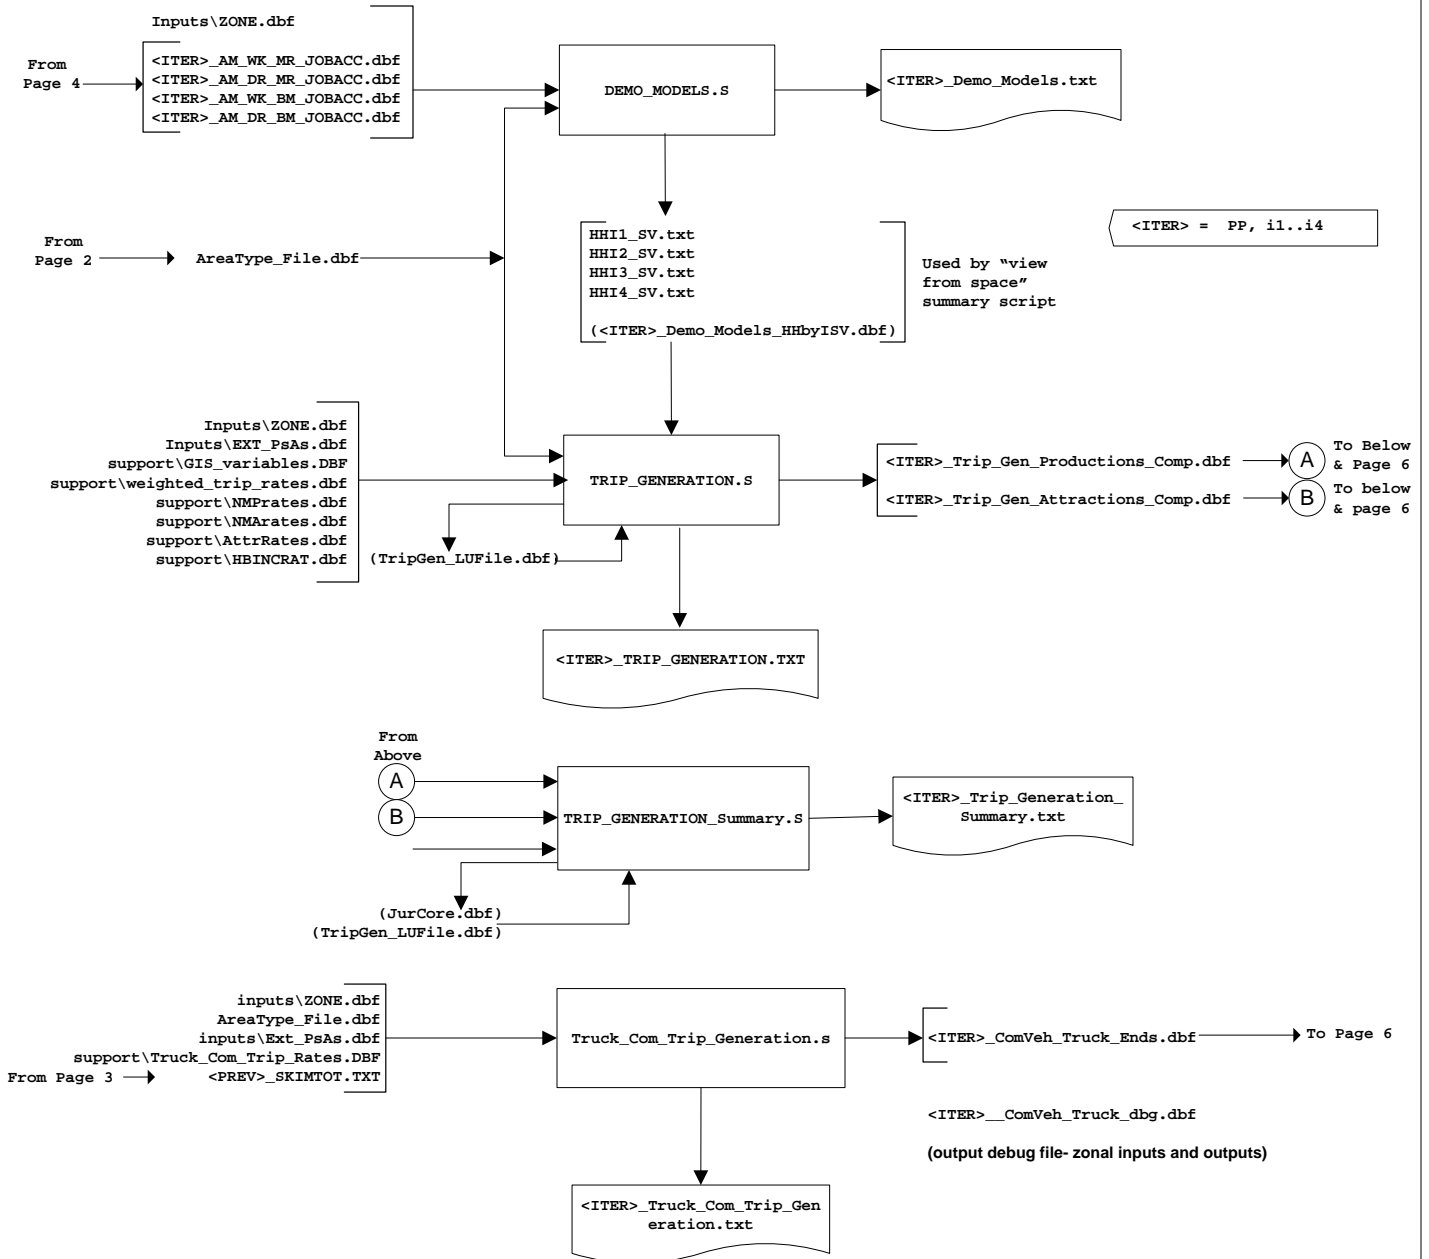 Inputs\ZONE.dbf
From
Page 4
<ITER>_AM_WK_MR_JOBACC.dbf
<ITER>_AM_DR_MR_JOBACC.dbf
<ITER>_AM_WK_BM_JOBACC.dbf
<ITER>_AM_DR_BM_JOBACC.dbf
DEMO_MODELS.S
<ITER>_Demo_Models.txt
<ITER> =  PP, i1..i4
From
Page 2
AreaType_File.dbf
HHI1_SV.txt
HHI2_SV.txt
HHI3_SV.txt
HHI4_SV.txt
(<ITER>_Demo_Models_HHbyISV.dbf)
Used by “view
from space”
summary script
Inputs\ZONE.dbf
Inputs\EXT_PsAs.dbf
support\GIS_variables.DBF
support\weighted_trip_rates.dbf
support\NMPrates.dbf
support\NMArates.dbf
support\AttrRates.dbf
support\HBINCRAT.dbf
TRIP_GENERATION.S
(TripGen_LUFile.dbf)
<ITER>_Trip_Gen_Productions_Comp.dbf
<ITER>_Trip_Gen_Attractions_Comp.dbf
A
To Below
& Page 6
B
To below
& page 6
<ITER>_TRIP_GENERATION.TXT
From
Above
A
B
TRIP_GENERATION_Summary.S
<ITER>_Trip_Generation_
Summary.txt
(JurCore.dbf)
(TripGen_LUFile.dbf)
inputs\ZONE.dbf
AreaType_File.dbf
inputs\Ext_PsAs.dbf
support\Truck_Com_Trip_Rates.DBF
From Page 3
<PREV>_SKIMTOT.TXT
Truck_Com_Trip_Generation.s
<ITER>_ComVeh_Truck_Ends.dbf
To Page 6
<ITER>__ComVeh_Truck_dbg.dbf
(output debug file- zonal inputs and outputs)
<ITER>_Truck_Com_Trip_Gen
eration.txt